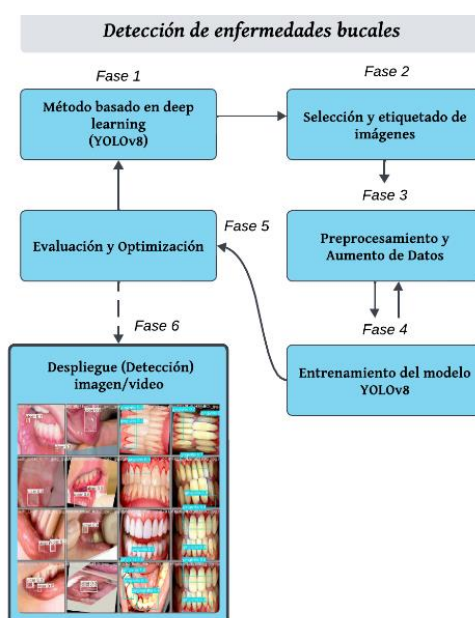 Detección de enfermedades bucales
Fase 1
Fase 2
Método basado en deep
learning
(YOLOv8)
Selección y etiquetado de
imágenes
Fase 3
Evaluación y Optimización
Fase 5
Preprocesamiento y
Aumento de Datos
Fase 6
Fase 4
Despliegue (Detección)
imagen/video
Entrenamiento del modelo
YOLOv8